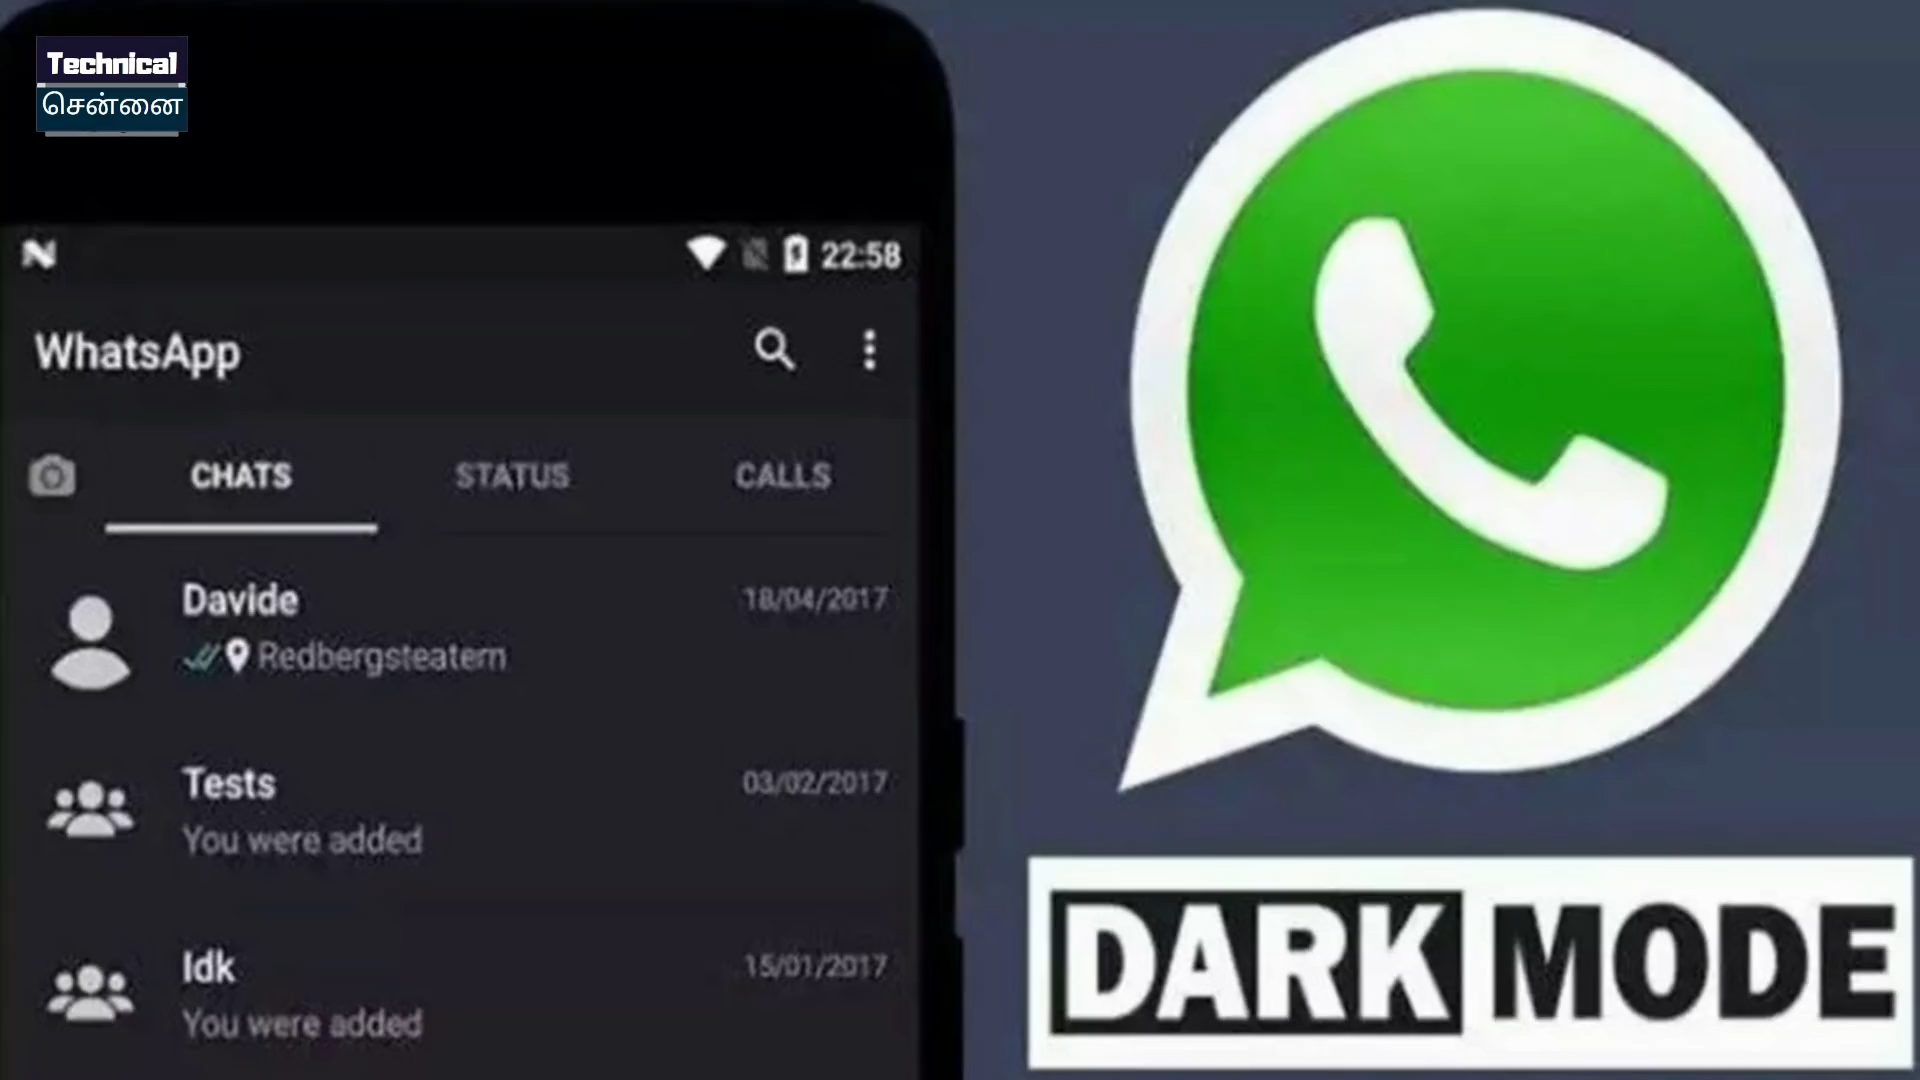 Technical
சென்னை
22:58
WhatsApp
CHATS STATUS CALLS
Davide 18/04/2017
Redbergsteatern
Tests 03/02/2017
You were added
Idk 15/01/2017
You were added
DARK MODE